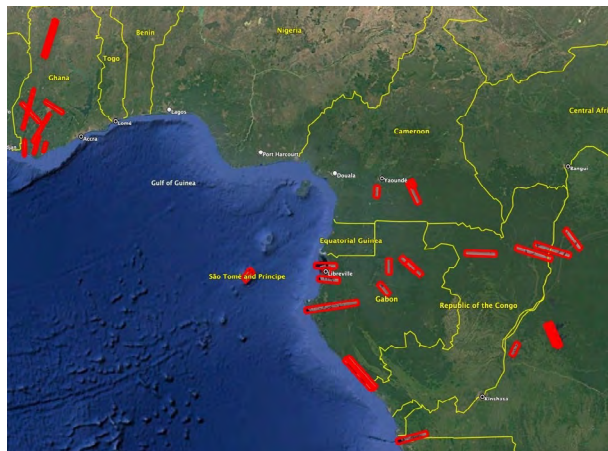 Nigeria
Benin
Togo
Ghana
Lagos
Lomé
Accra
Central Afri
Cameroon
Port Harcourt
Bangui
Douala
Yaoundé
Gulf of Guinea
Equatorial Guinea
São Tomé and Príncipe
Libreville
Gabon
Republic of the Congo
Kinshasa